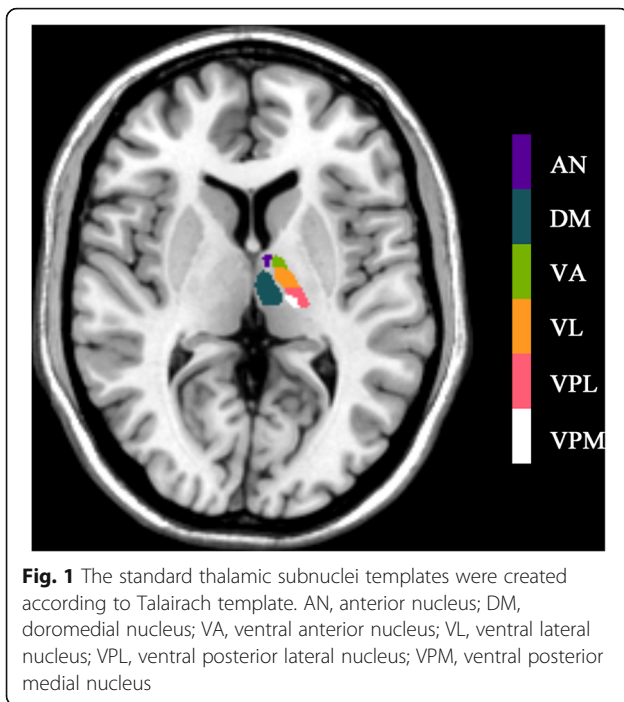 AN
DM
VA
VL
VPL
VPM
Fig. 1 The standard thalamic subnuclei templates were created
according to Talairach template. AN, anterior nucleus; DM,
doromedial nucleus; VA, ventral anterior nucleus; VL, ventral lateral
nucleus; VPL, ventral posterior lateral nucleus; VPM, ventral posterior
medial nucleus